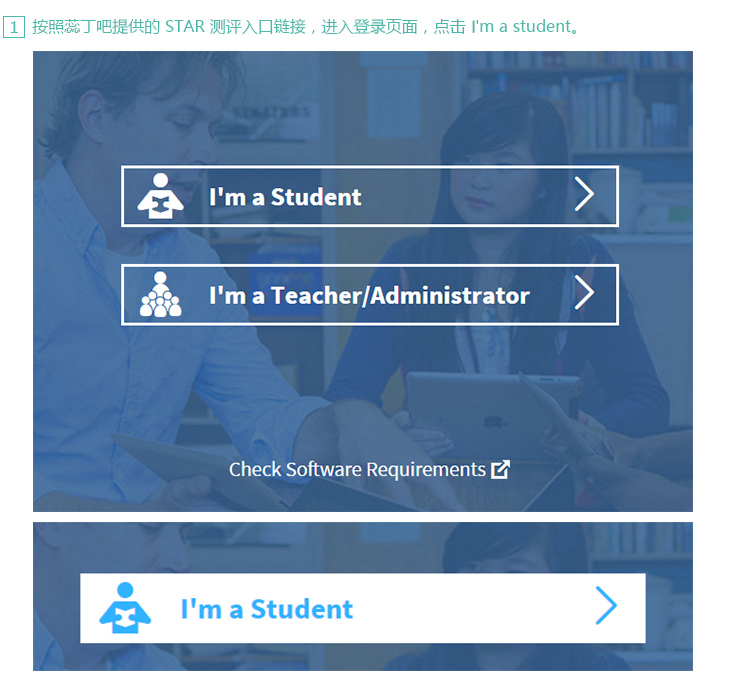 1 按照蕊丁吧提供的 STAR 测评入口链接，进入登录页面，点击 I'm a student。
I'm a Student
I'm a Teacher/Administrator
Check Software Requirements
I'm a Student